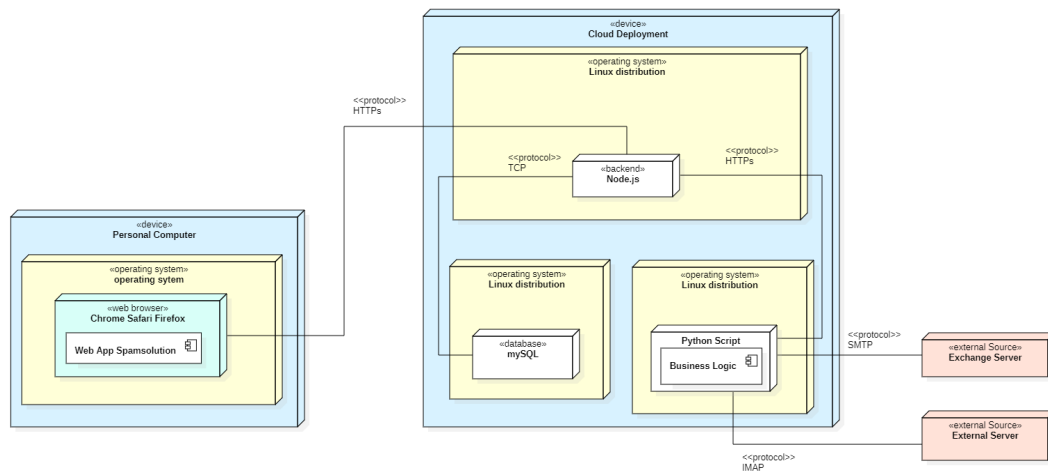 «device»
Cloud Deployment
«operating system»
Linux distribution
<<protocol>>
HTTPs
<<protocol>>
TCP
<<protocol>>
HTTPs
«backend»
Node.js
«device»
Personal Computer
«operating sytem»
operating sytem
«web browser»
Chrome Safari Firefox
Web App Spamsolution
«operating system»
Linux distribution
«database»
mySQL
«operating system»
Linux distribution
Python Script
Business Logic
<<protocol>>
SMTP
«external Source»
Exchange Server
«external Source»
External Server
<<protocol>>
IMAP